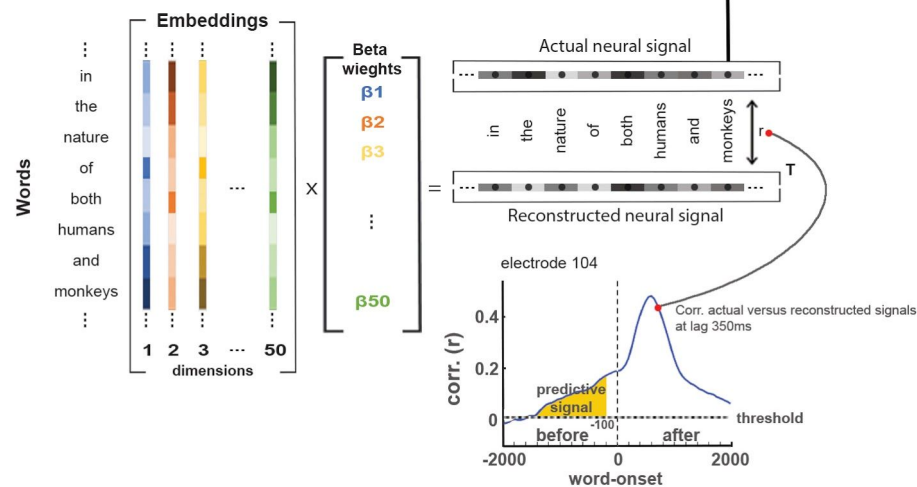 Embeddings
Words
in
the
nature
of
both
humans
and
monkeys
1 2 3 ... 50
dimensions
x
Beta
wieghts
β1
β2
β3
β50
=
Actual neural signal
in
the
nature
of
both
humans
and
monkeys
r
T
Reconstructed neural signal
electrode 104
Corr. actual versus reconstructed signals
at lag 350ms
corr. (r)
0.4
0.2
0
predictive
signal
-100
threshold
before after
-2000 0 2000
word-onset